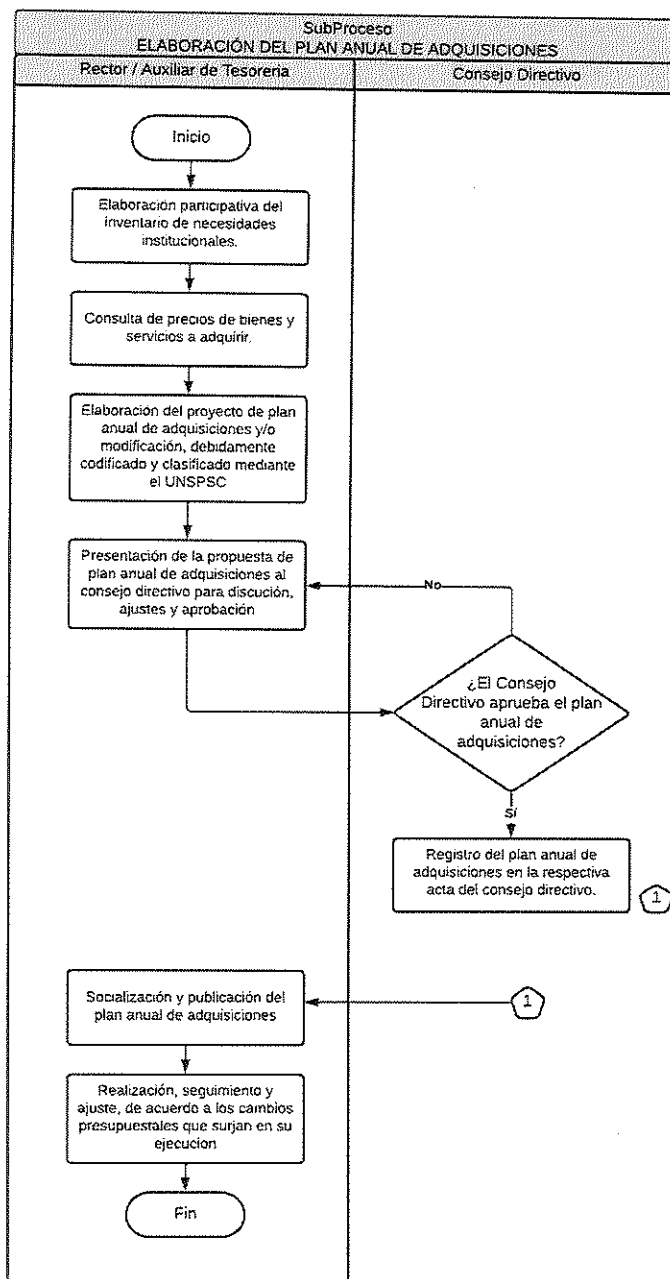 SubProceso
ELABORACIÓN DEL PLAN ANUAL DE ADQUISICIONES
Rector / Auxiliar de Tesorería
Consejo Directivo
Inicio
Elaboración participativa del
inventario de necesidades
institucionales.
Consulta de precios de bienes y
servicios a adquirir.
Elaboración del proyecto de plan
anual de adquisiciones y/o
modificación, debidamente
codificado y clasificado mediante
el UNSPSC
Presentación de la propuesta de
plan anual de adquisiciones al
consejo directivo para discución,
ajustes y aprobación
No
¿El Consejo
Directivo aprueba el plan
anual de
adquisiciones?
Sí
Registro del plan anual de
adquisiciones en la respectiva
acta del consejo directivo.
1
Socialización y publicación del
plan anual de adquisiciones
1
Realización, seguimiento y
ajuste, de acuerdo a los cambios
presupuestales que surjan en su
ejecucion
Fin